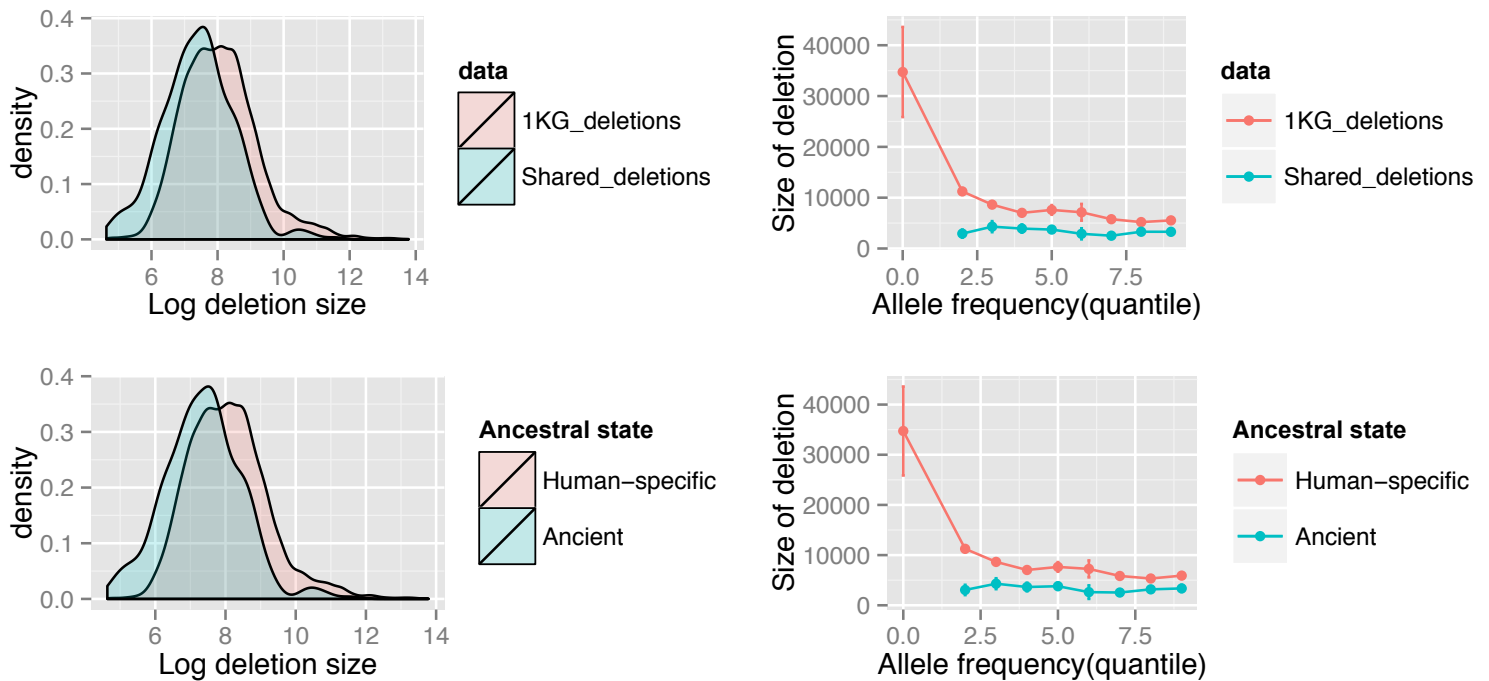 0.4
0.3
0.2
0.1
0.0
density
6
8
10
12
14
Log deletion size
data
1KG_deletions
Shared_deletions
40000
30000
20000
10000
0
Size of deletion
0.0
2.5
5.0
7.5
Allele frequency(quantile)
data
1KG_deletions
Shared_deletions
0.4
0.3
0.2
0.1
0.0
density
6
8
10
12
14
Log deletion size
Ancestral state
Human−specific
Ancient
40000
30000
20000
10000
0
Size of deletion
0.0
2.5
5.0
7.5
Allele frequency(quantile)
Ancestral state
Human−specific
Ancient